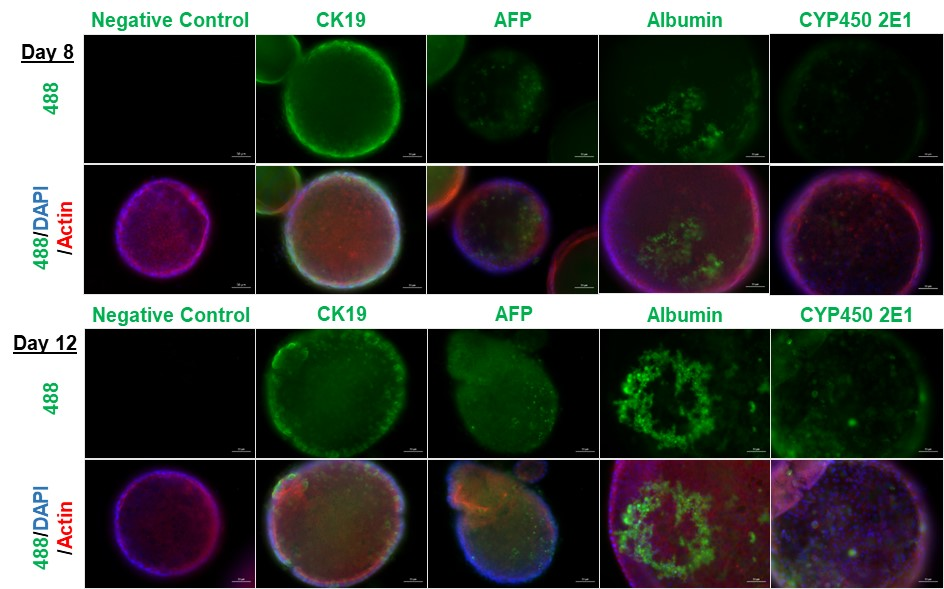 Negative Control CK19 AFP Albumin CYP450 2E1
Day 8
488
488/DAPI
/Actin
Negative Control CK19 AFP Albumin CYP450 2E1
Day 12
488
488/DAPI
/Actin